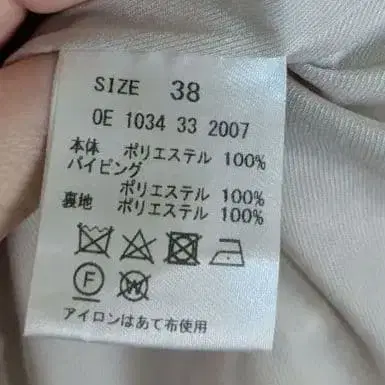 SIZE 38
OE 1034 33 2007
本体 ポリエステル 100%
パイピング
ポリエステル 100%
裏地 ポリエステル 100%
F W
アイロンはあて布使用